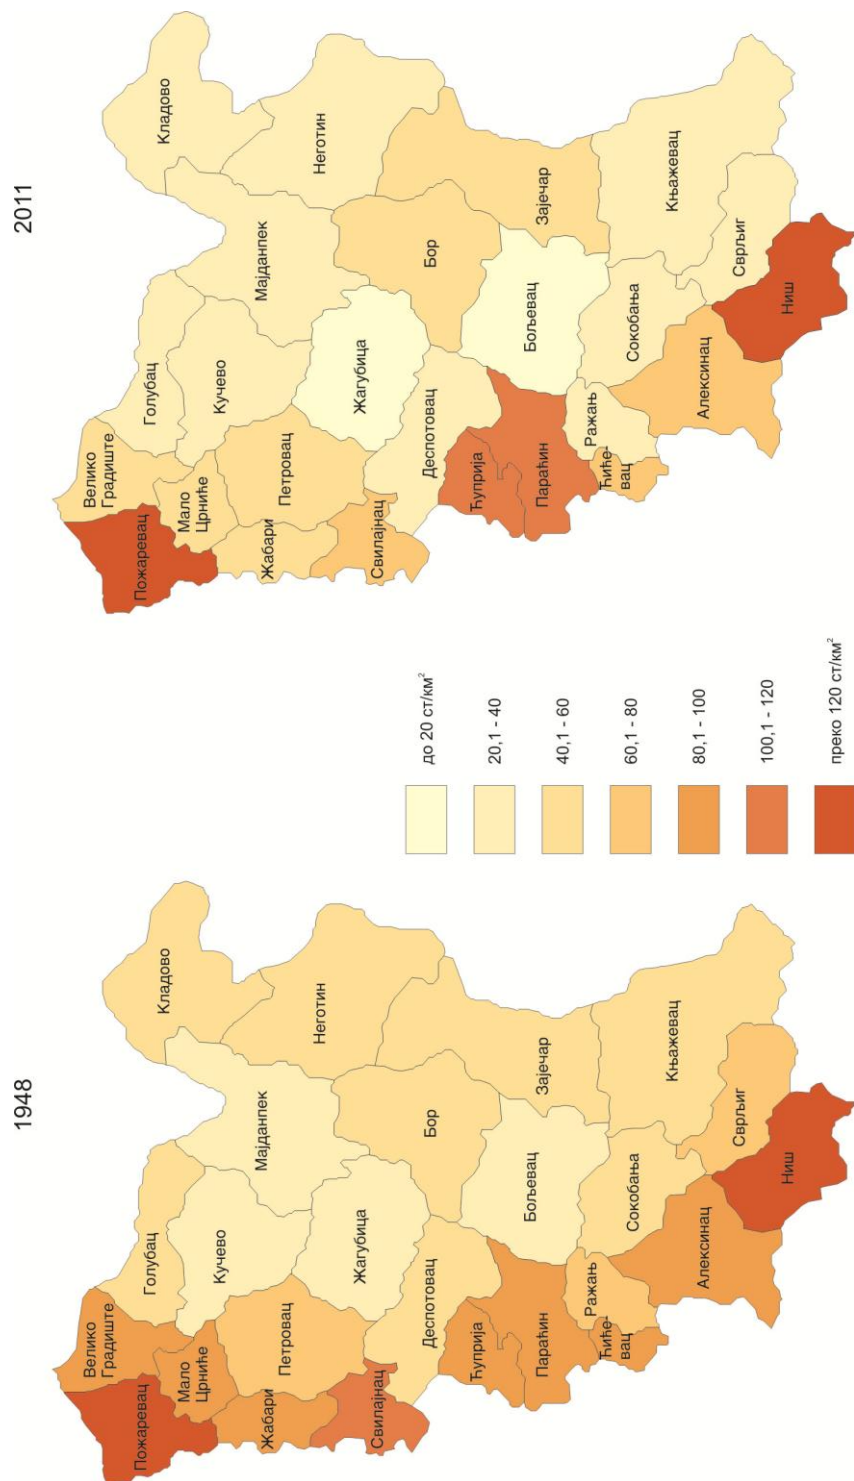 1948
Кладово
Неготин
Мајданпек
Голубац
Кучево
Велико
Градиште
Пожаревац
Мало
Црниће
Петровац
Жабари
Жагубица
Бор
Зајечар
Свилајнац
Деспотовац
Бољевац
Ћуприја
Параћин
Ражањ
Ћиће-
вац
Сокобања
Књажевац
Сврљиг
Алексинац
Ниш
до 20 ст/км²
20,1 - 40
40,1 - 60
60,1 - 80
80,1 - 100
100,1 - 120
преко 120 ст/км²
2011
Кладово
Неготин
Мајданпек
Голубац
Кучево
Велико
Градиште
Пожаревац
Мало
Црниће
Петровац
Жабари
Жагубица
Бор
Зајечар
Свилајнац
Деспотовац
Бољевац
Ћуприја
Параћин
Ражањ
Ћиће-
вац
Сокобања
Књажевац
Сврљиг
Алексинац
Ниш